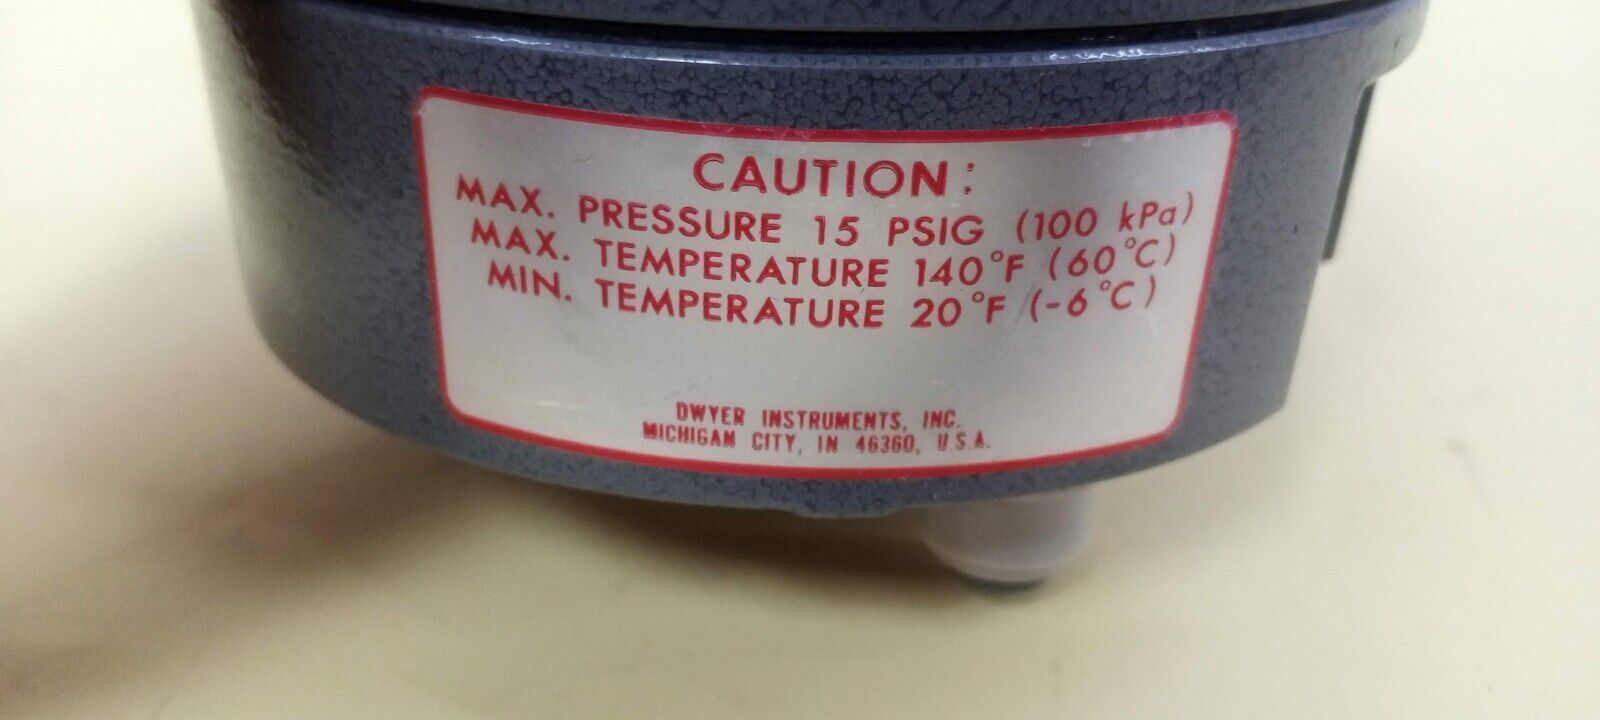 CAUTION:
MAX. PRESSURE 15 PSIG (100 kPa)
MAX. TEMPERATURE 140°F (60°C)
MIN. TEMPERATURE 20°F (-6°C)
DWYER INSTRUMENTS, INC.
MICHIGAN CITY, IN 46360, U.S.A.